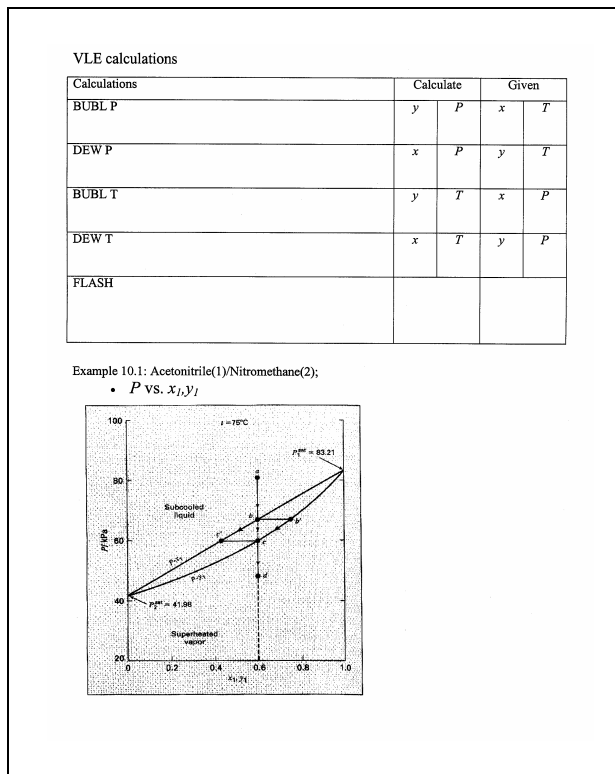 VLE calculations
Calculations Calculate Given
BUBL P y P x T
DEW P x P y T
BUBL T y T x P
DEW T x T y P
FLASH
Example 10.1: Acetonitrile(1)/Nitromethane(2);
• P vs. x₁,y₁
100
t = 75°C
P₁ˢᵃᵗ = 83.21
a
80
Subcooled
liquid
b b'
P/kPa
60
c' c
P-x₁
P-y₁
d
P₂ˢᵃᵗ = 41.98
40
Superheated
vapor
20
0 0.2 0.4 0.6 0.8 1.0
x₁, y₁